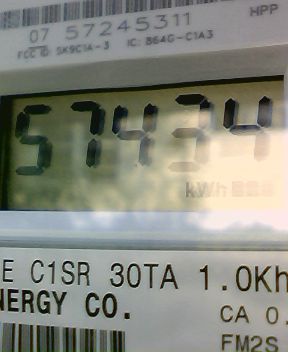 HPP
07 57245311
FCC ID: SK9C1A-3 IC: 864G-C1A3
57434
kWh
E C1SR 30TA 1.0Kh
NERGY CO.
CA 0.
FM2S